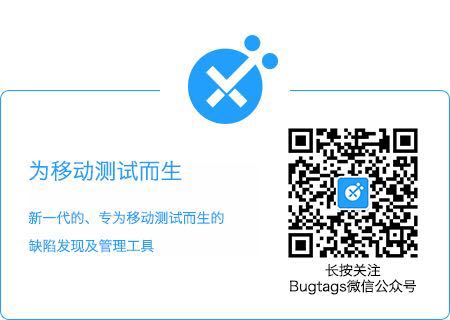 为移动测试而生
新一代的、专为移动测试而生的
缺陷发现及管理工具
长按关注
Bugtags微信公众号